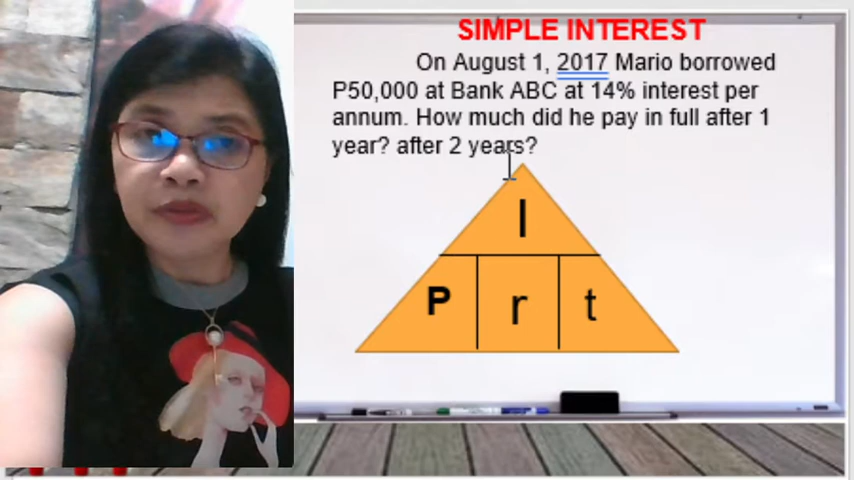 SIMPLE INTEREST
On August 1, 2017 Mario borrowed
P50,000 at Bank ABC at 14% interest per
annum. How much did he pay in full after 1
year? after 2 years?
I
P r t